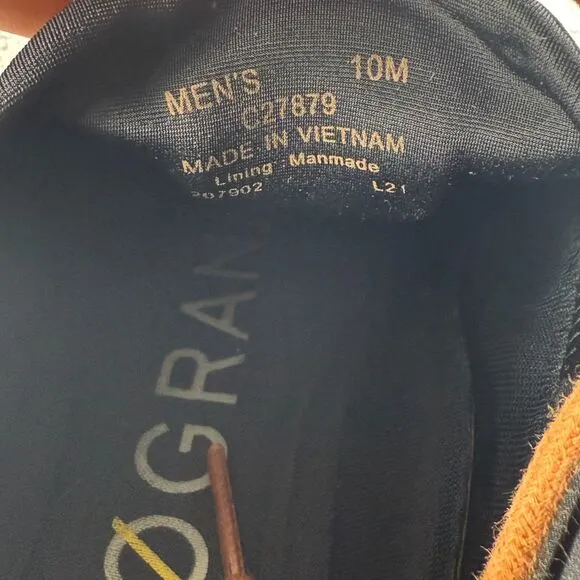 MEN'S 10M
C27879
MADE IN VIETNAM
Lining Manmade
207902 L21
ØGRAN